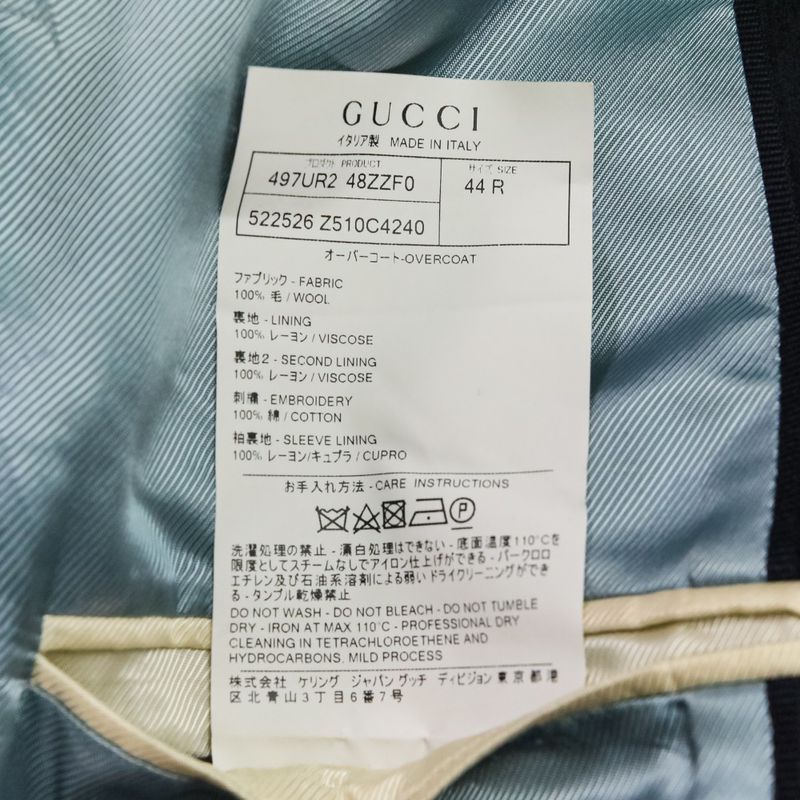 GUCCI
イタリア製 MADE IN ITALY
プロダクト PRODUCT
サイズ SIZE
497UR2 48ZZF0
44 R
522526 Z510C4240
オーバーコート-OVERCOAT
ファブリック - FABRIC
100% 毛 / WOOL
裏地 - LINING
100% レーヨン / VISCOSE
裏地2 - SECOND LINING
100% レーヨン / VISCOSE
刺繍 - EMBROIDERY
100% 綿 / COTTON
袖裏地 - SLEEVE LINING
100% レーヨン/キュプラ / CUPRO
お手入れ方法 - CARE INSTRUCTIONS
P
洗濯処理の禁止 - 漂白処理はできない - 底面温度110℃を
限度としてスチームなしでアイロン仕上げができる - パークロロ
エチレン及び石油系溶剤による弱いドライクリーニングができ
る - タンブル乾燥禁止
DO NOT WASH - DO NOT BLEACH - DO NOT TUMBLE
DRY - IRON AT MAX 110°C - PROFESSIONAL DRY
CLEANING IN TETRACHLOROETHENE AND
HYDROCARBONS. MILD PROCESS
株式会社 ケリング ジャパン グッチ ディビジョン 東京都港
区北青山3丁目6番7号